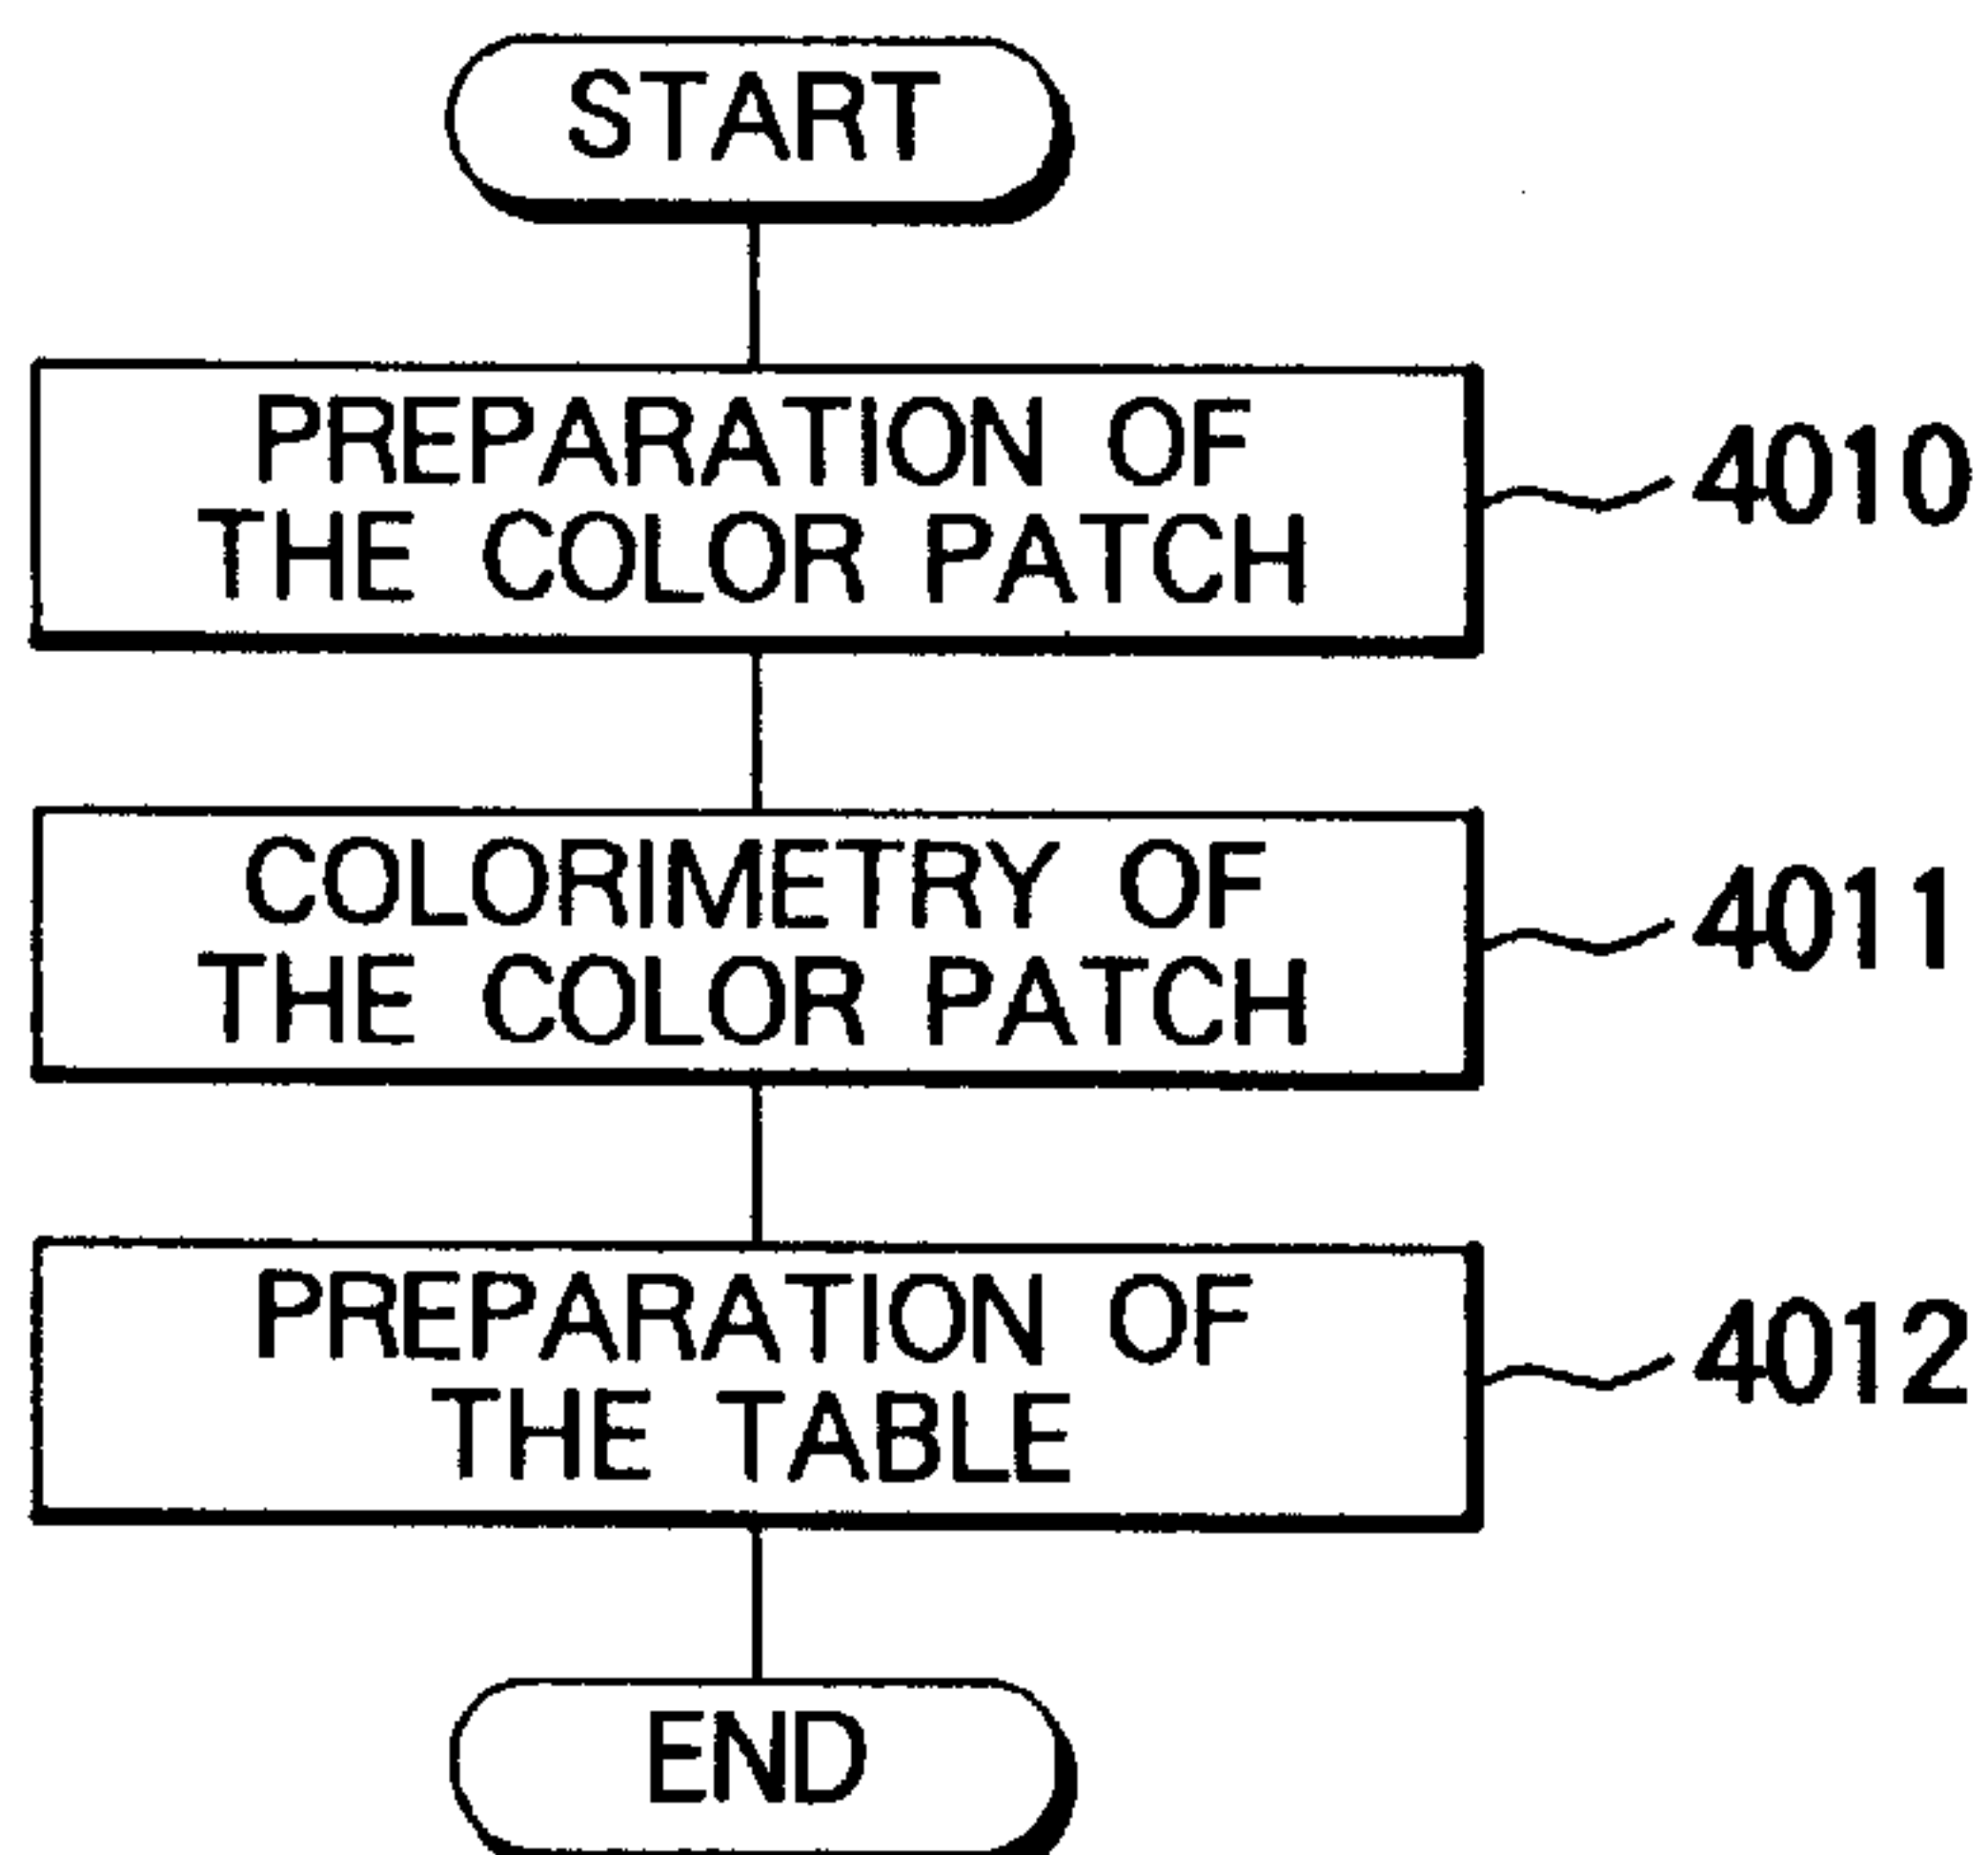 START
PREPARATION OF
THE COLOR PATCH
4010
COLORIMETRY OF
THE COLOR PATCH
4011
PREPARATION OF
THE TABLE
4012
END